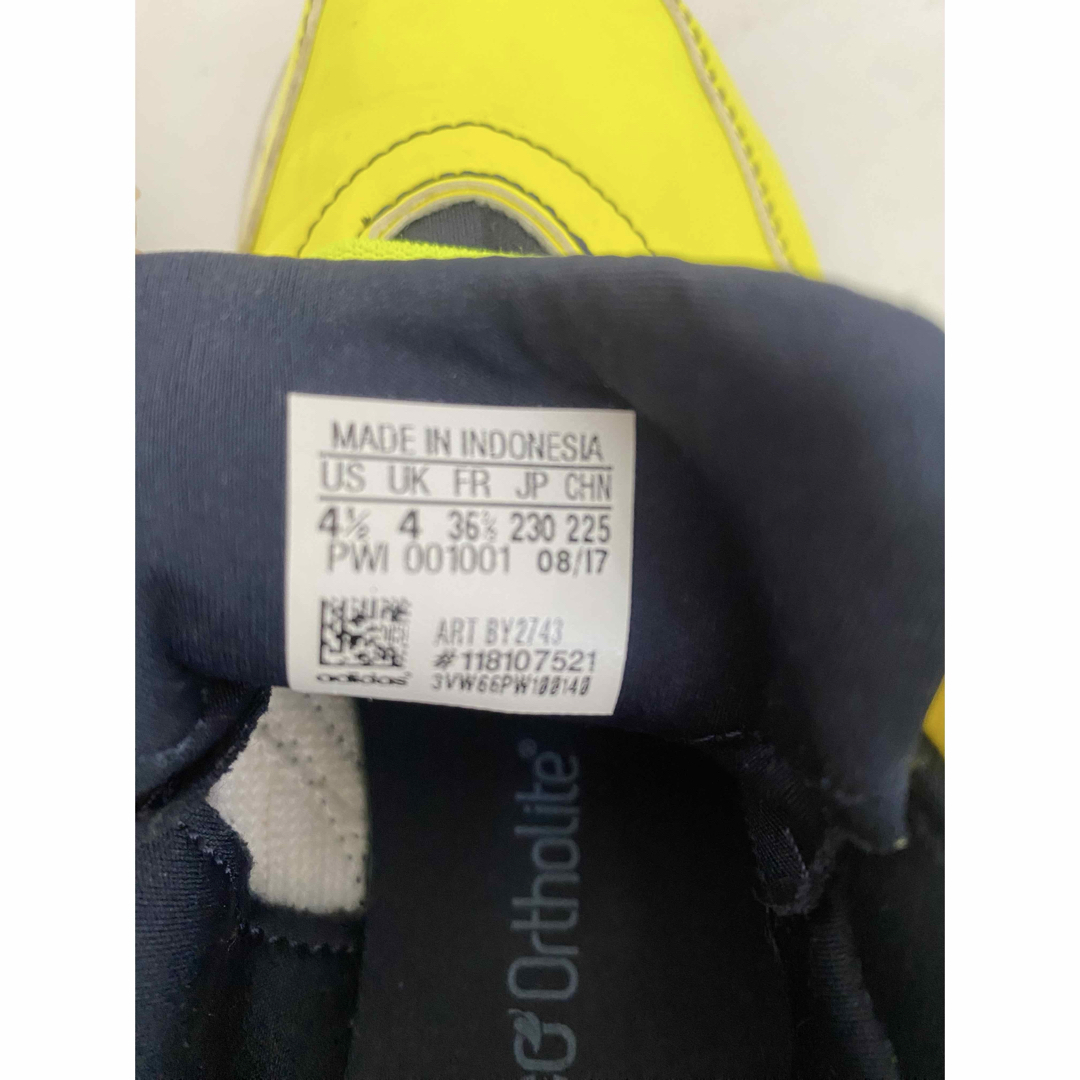 MADE IN INDONESIA
US UK FR JP CHN
4½ 4 36⅔ 230 225
PWI 001001 08/17
ART BY2743
#118107521
adidas
3VW66PW100140
Ortholite®